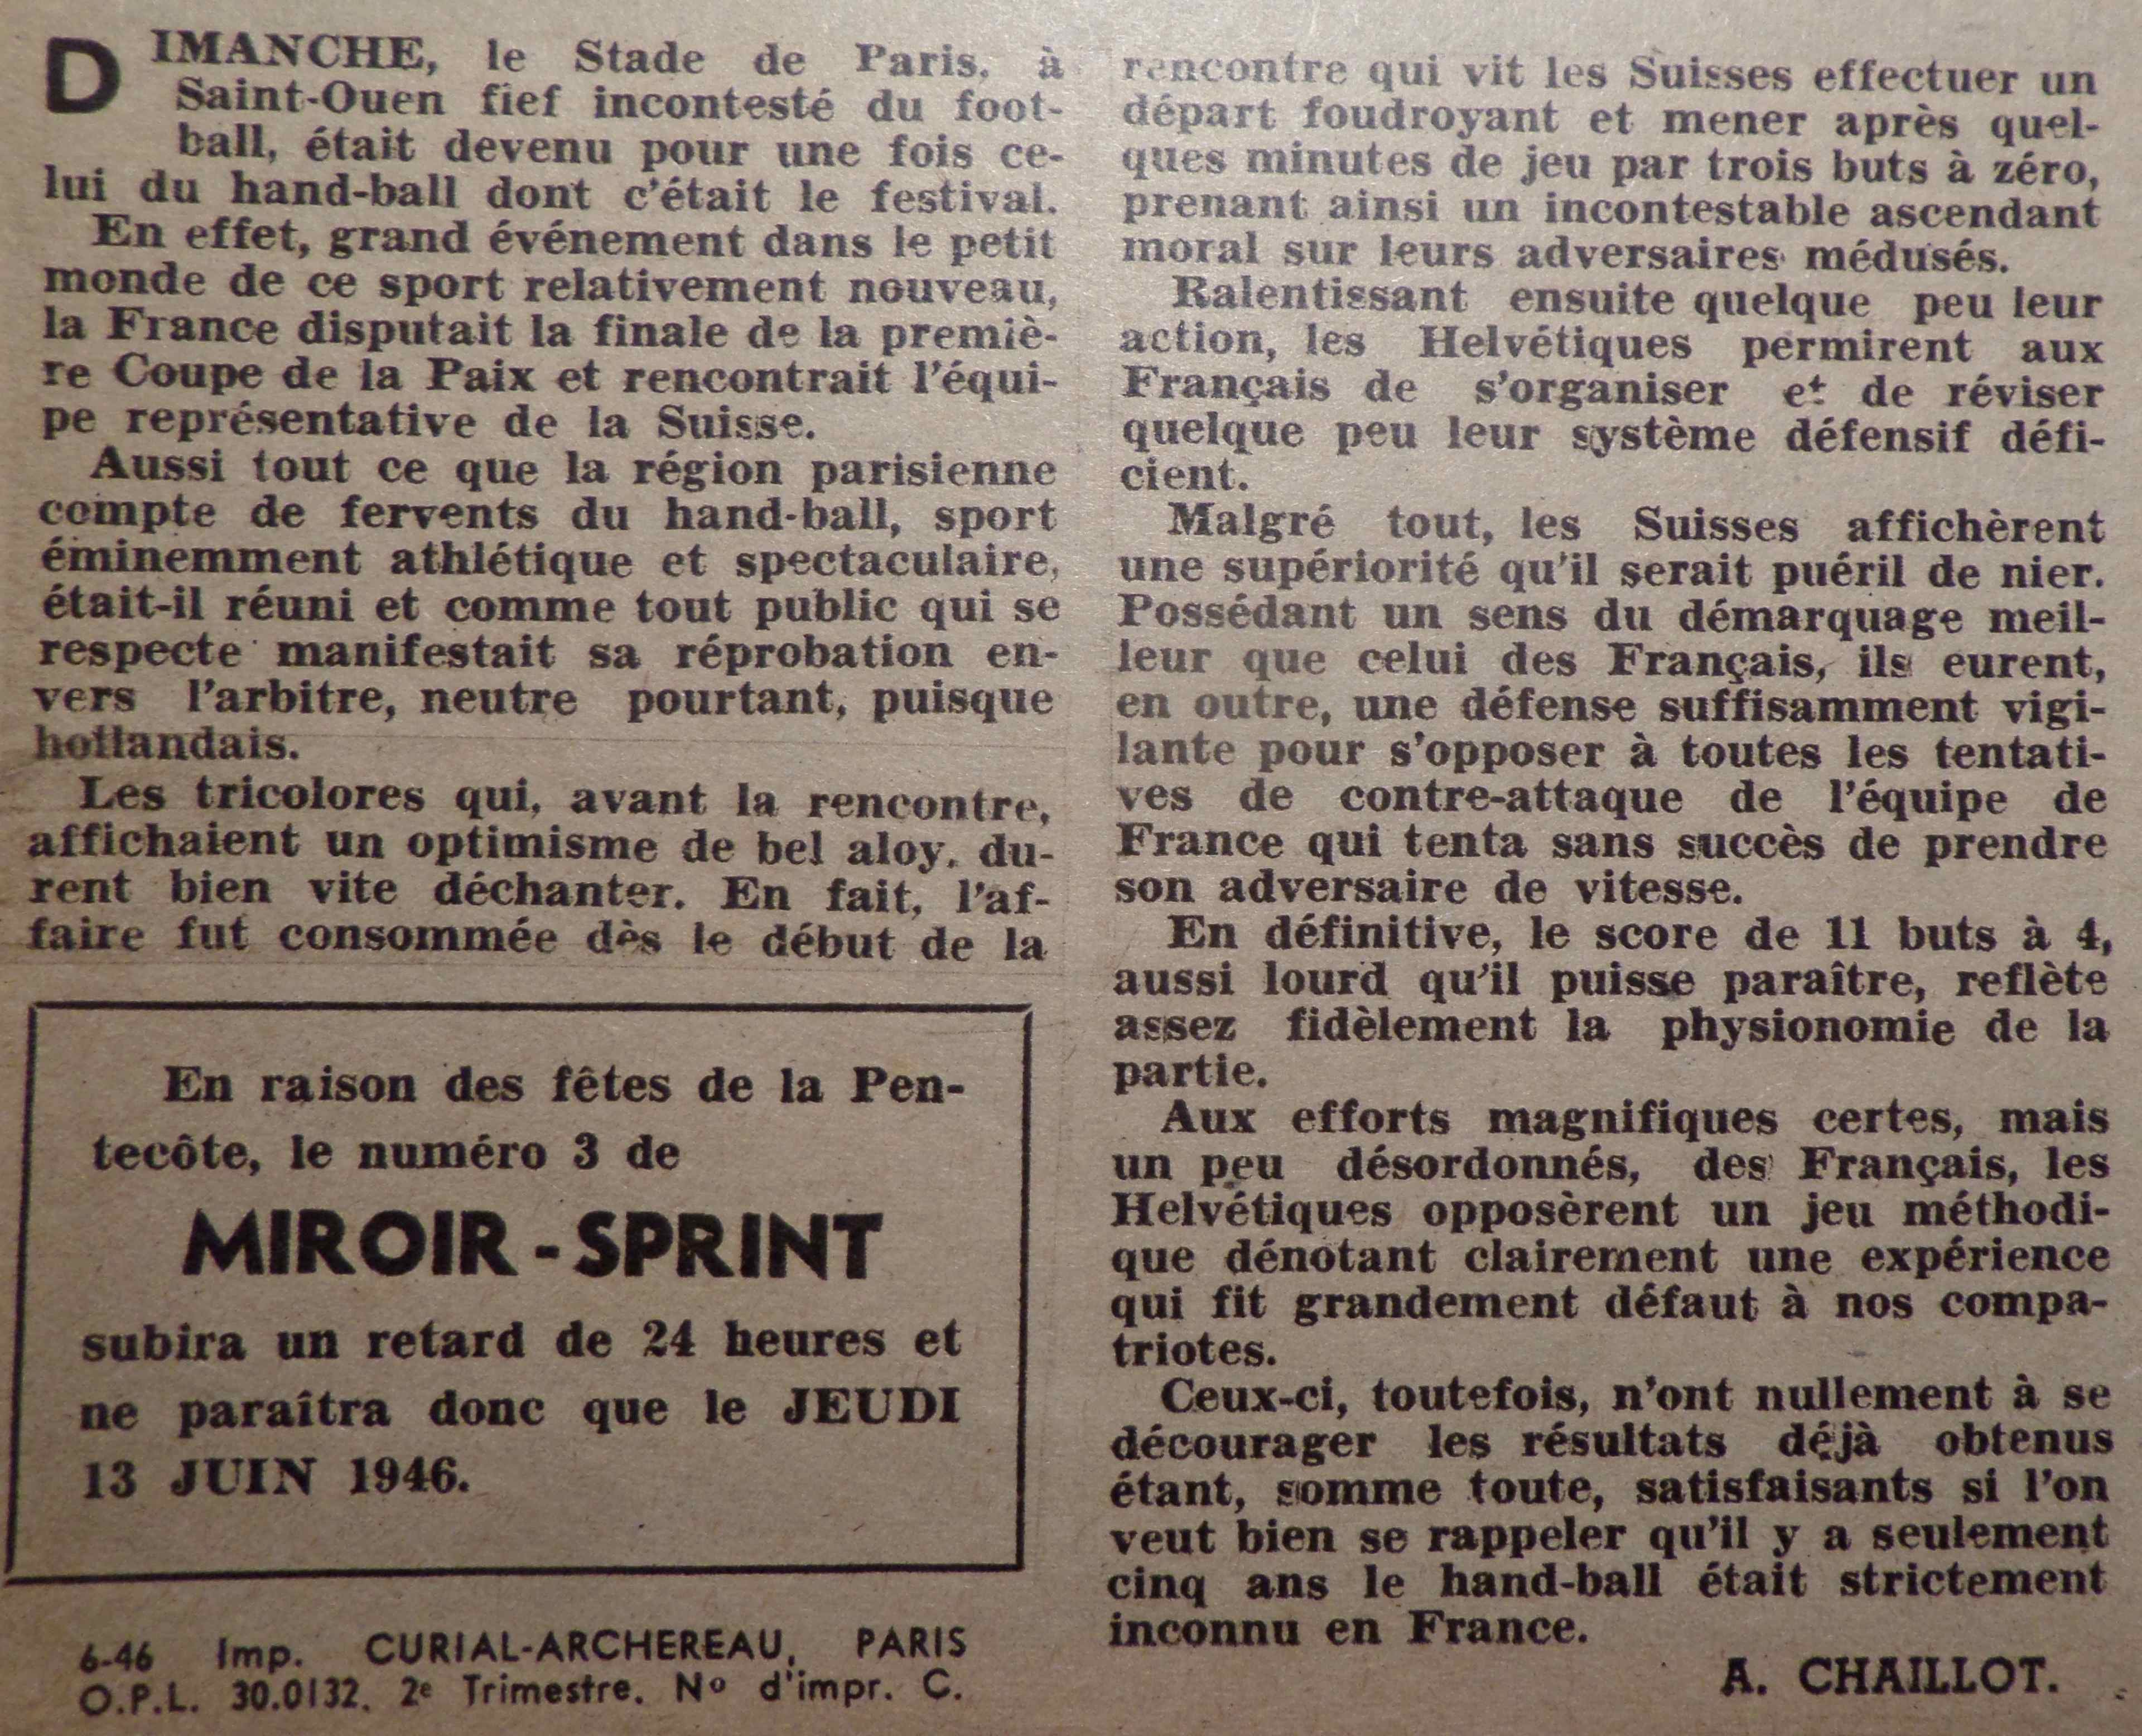 DIMANCHE, le Stade de Paris, à
Saint-Ouen fief incontesté du foot-
ball, était devenu pour une fois ce-
lui du hand-ball dont c'était le festival.
En effet, grand événement dans le petit
monde de ce sport relativement nouveau,
la France disputait la finale de la premiè-
re Coupe de la Paix et rencontrait l'équi-
pe représentative de la Suisse.
Aussi tout ce que la région parisienne
compte de fervents du hand-ball, sport
éminemment athlétique et spectaculaire,
était-il réuni et comme tout public qui se
respecte manifestait sa réprobation en-
vers l'arbitre, neutre pourtant, puisque
hollandais.
Les tricolores qui, avant la rencontre,
affichaient un optimisme de bel aloy, du-
rent bien vite déchanter. En fait, l'af-
faire fut consommée dès le début de la
rencontre qui vit les Suisses effectuer un
départ foudroyant et mener après quel-
ques minutes de jeu par trois buts à zéro,
prenant ainsi un incontestable ascendant
moral sur leurs adversaires médusés.
Ralentissant ensuite quelque peu leur
action, les Helvétiques permirent aux
Français de s'organiser et de réviser
quelque peu leur système défensif défi-
cient.
Malgré tout, les Suisses affichèrent
une supériorité qu'il serait puéril de nier.
Possédant un sens du démarquage meil-
leur que celui des Français, ils eurent,
en outre, une défense suffisamment vigi-
lante pour s'opposer à toutes les tentati-
ves de contre-attaque de l'équipe de
France qui tenta sans succès de prendre
son adversaire de vitesse.
En définitive, le score de 11 buts à 4,
aussi lourd qu'il puisse paraître, reflète
assez fidèlement la physionomie de la
partie.
Aux efforts magnifiques certes, mais
un peu désordonnés, des Français, les
Helvétiques opposèrent un jeu méthodi-
que dénotant clairement une expérience
qui fit grandement défaut à nos compa-
triotes.
Ceux-ci, toutefois, n'ont nullement à se
décourager les résultats déjà obtenus
étant, somme toute, satisfaisants si l'on
veut bien se rappeler qu'il y a seulement
cinq ans le hand-ball était strictement
inconnu en France.
A. CHAILLOT.
En raison des fêtes de la Pen-
tecôte, le numéro 3 de
MIROIR-SPRINT
subira un retard de 24 heures et
ne paraîtra donc que le JEUDI
13 JUIN 1946.
6-46 Imp. CURIAL-ARCHEREAU, PARIS
O.P.L. 30.0132. 2e Trimestre. No d'impr. C.